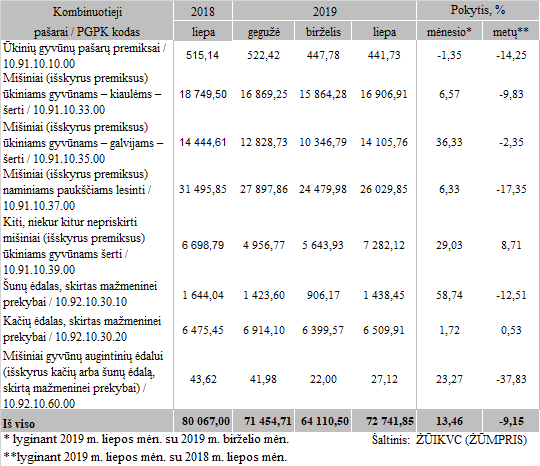 Kombinuotieji pašarai / PGPK kodas 2018 2019 Pokytis, %
liepa gegužė birželis liepa mėnesio* metų**
Ūkinių gyvūnų pašarų premiksai / 10.91.10.10.00 515,14 522,42 447,78 441,73 -1,35 -14,25
Mišiniai (išskyrus premiksus) ūkiniams gyvūnams – kiaulėms – šerti / 10.91.10.33.00 18 749,50 16 869,25 15 864,28 16 906,91 6,57 -9,83
Mišiniai (išskyrus premiksus) ūkiniams gyvūnams – galvijams – šerti / 10.91.10.35.00 14 444,61 12 828,73 10 346,79 14 105,76 36,33 -2,35
Mišiniai (išskyrus premiksus) naminiams paukščiams lesinti / 10.91.10.37.00 31 495,85 27 897,86 24 479,98 26 029,85 6,33 -17,35
Kiti, niekur kitur nepriskirti mišiniai (išskyrus premiksus) ūkiniams gyvūnams šerti / 10.91.10.39.00 6 698,79 4 956,77 5 643,93 7 282,12 29,03 8,71
Šunų ėdalas, skirtas mažmeninei prekybai / 10.92.10.30.10 1 644,04 1 423,60 906,17 1 438,45 58,74 -12,51
Kačių ėdalas, skirtas mažmeninei prekybai / 10.92.10.30.20 6 475,45 6 914,10 6 399,57 6 509,91 1,72 0,53
Mišiniai gyvūnų augintinių ėdalui (išskyrus kačių arba šunų ėdalą, skirtą mažmeninei prekybai) / 10.92.10.60.00 43,62 41,98 22,00 27,12 23,27 -37,83
Iš viso 80 067,00 71 454,71 64 110,50 72 741,85 13,46 -9,15
* lyginant 2019 m. liepos mėn. su 2019 m. birželio mėn. Šaltinis: ŽŪIKVC (ŽŪMPRIS)
**lyginant 2019 m. liepos mėn. su 2018 m. liepos mėn.